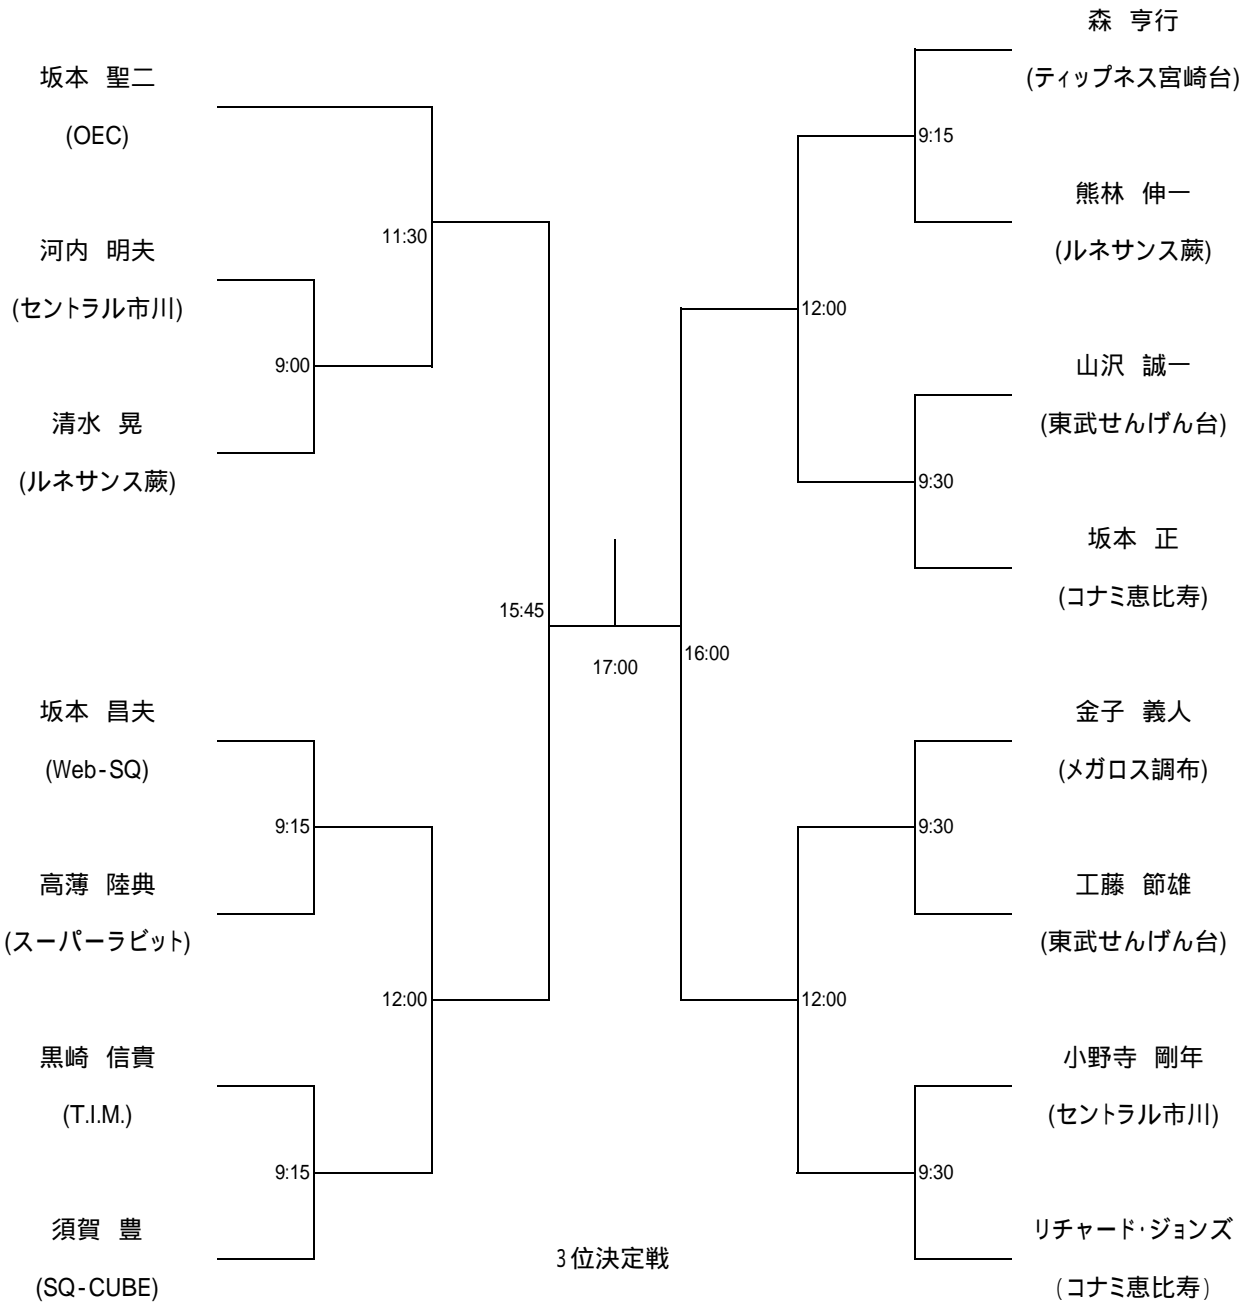 坂本 聖二
(OEC)
11:30
河内 明夫
(セントラル市川)
9:00
清水 晃
(ルネサンス蕨)
15:45
坂本 昌夫
(Web-SQ)
9:15
高薄 陸典
(スーパーラビット)
12:00
黒崎 信貴
(T.I.M.)
9:15
須賀 豊
(SQ-CUBE)
17:00
3位決定戦
森 亨行
(ティップネス宮崎台)
9:15
熊林 伸一
(ルネサンス蕨)
12:00
山沢 誠一
(東武せんげん台)
9:30
坂本 正
(コナミ恵比寿)
16:00
金子 義人
(メガロス調布)
9:30
工藤 節雄
(東武せんげん台)
12:00
小野寺 剛年
(セントラル市川)
9:30
リチャード・ジョンズ
(コナミ恵比寿)